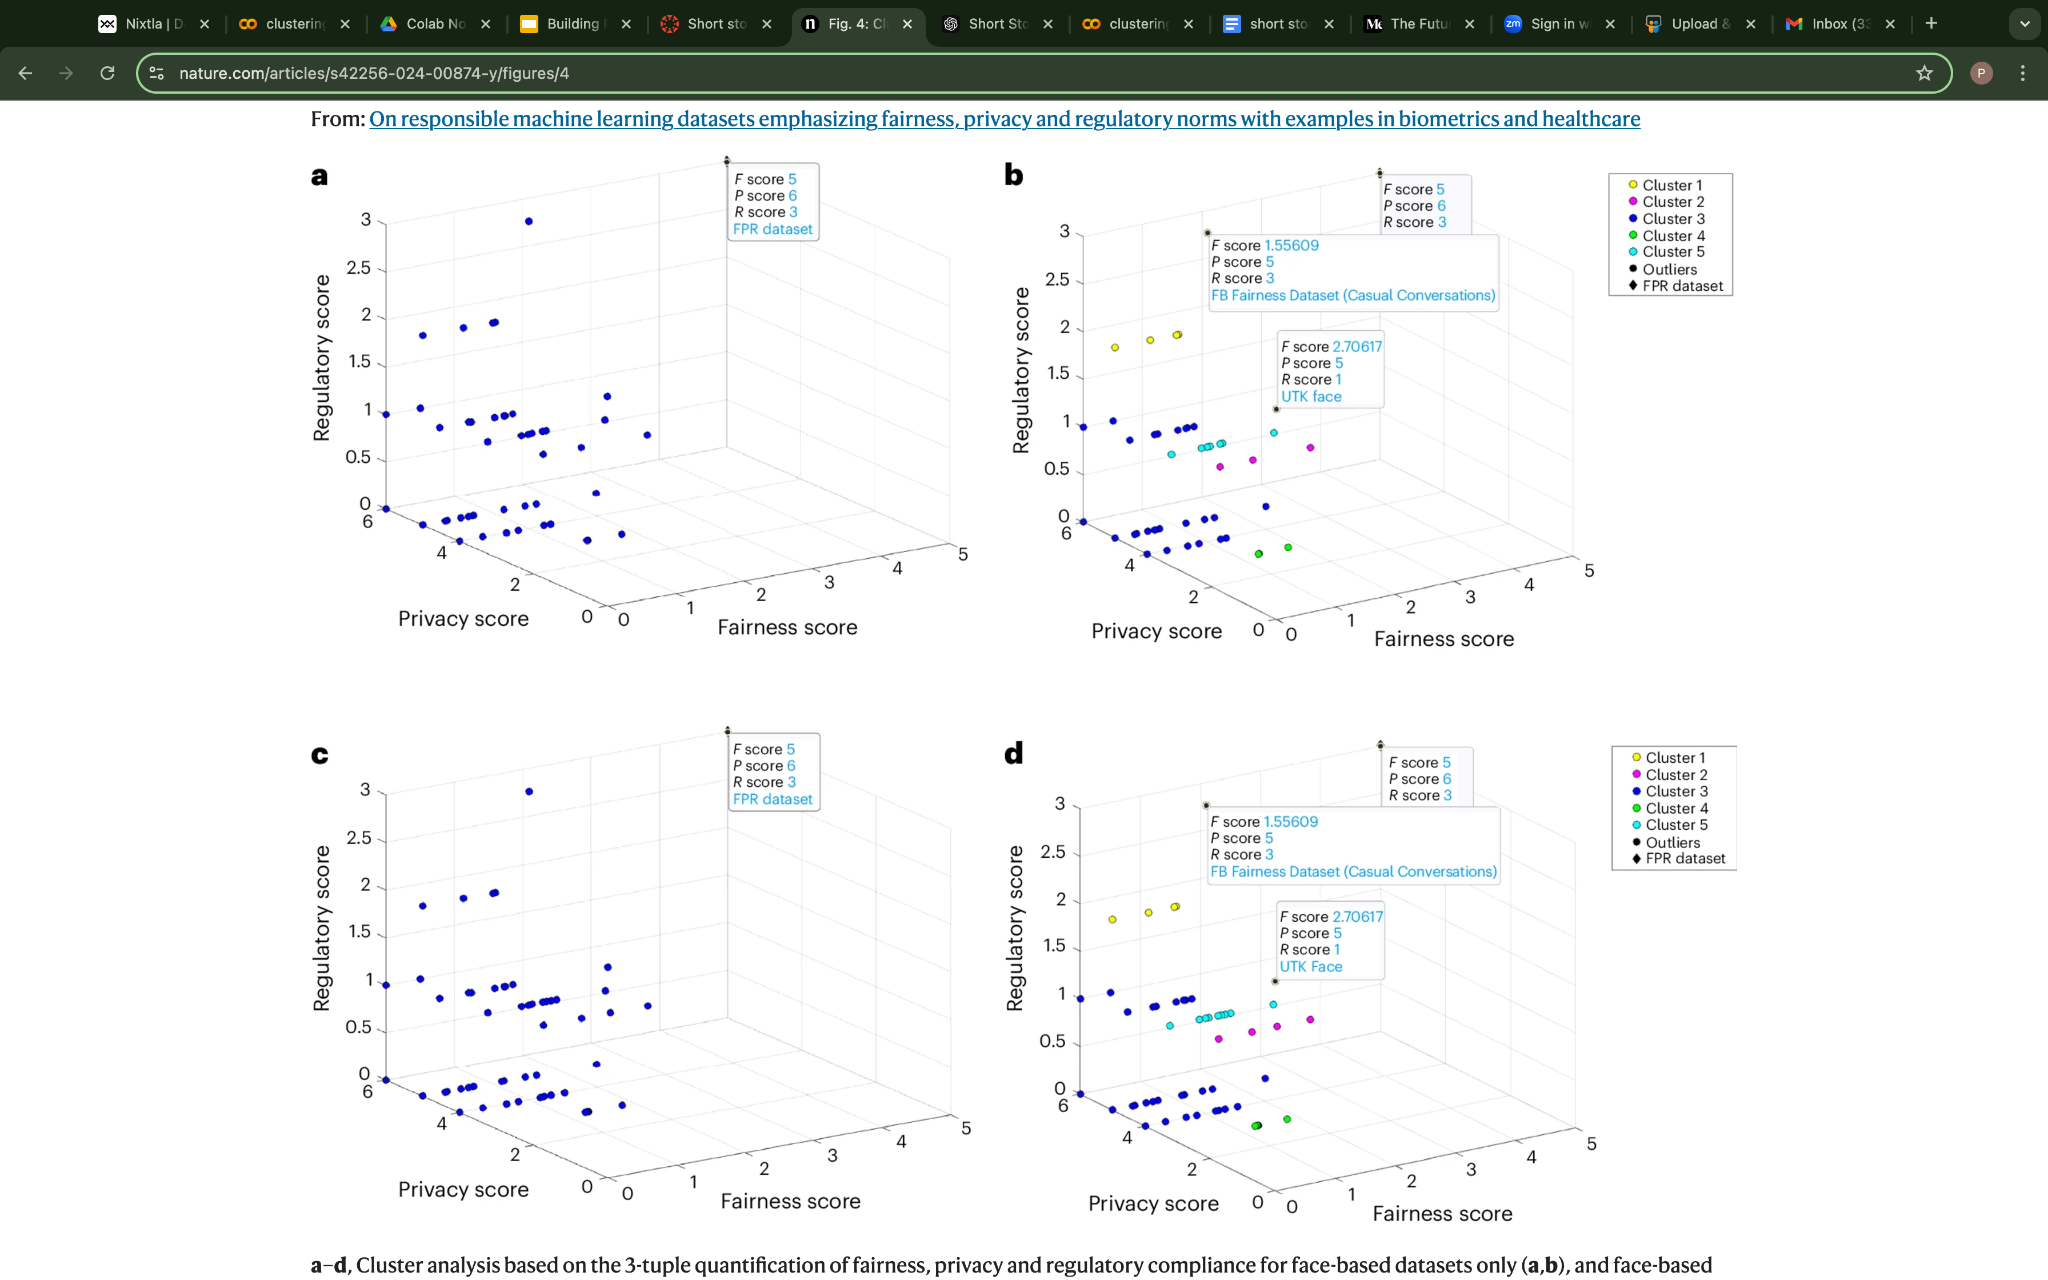 Nixtla | D
clustering
Colab No
Building F
Short sto
Fig. 4: Cl
Short Sto
clustering
short sto
The Futu
Sign in w
Upload &
Inbox (33
nature.com/articles/s42256-024-00874-y/figures/4
P
From: On responsible machine learning datasets emphasizing fairness, privacy and regulatory norms with examples in biometrics and healthcare
a
F score 5
P score 6
R score 3
FPR dataset
Regulatory score
3
2.5
2
1.5
1
0.5
0
6
4
2
0
Privacy score
0
1
2
3
4
5
Fairness score
b
F score 5
P score 6
R score 3
F score 1.55609
P score 5
R score 3
FB Fairness Dataset (Casual Conversations)
F score 2.70617
P score 5
R score 1
UTK face
Regulatory score
3
2.5
2
1.5
1
0.5
0
6
4
2
0
Privacy score
0
1
2
3
4
5
Fairness score
Cluster 1
Cluster 2
Cluster 3
Cluster 4
Cluster 5
Outliers
FPR dataset
c
F score 5
P score 6
R score 3
FPR dataset
Regulatory score
3
2.5
2
1.5
1
0.5
0
6
4
2
0
Privacy score
0
1
2
3
4
5
Fairness score
d
F score 5
P score 6
R score 3
F score 1.55609
P score 5
R score 3
FB Fairness Dataset (Casual Conversations)
F score 2.70617
P score 5
R score 1
UTK Face
Regulatory score
3
2.5
2
1.5
1
0.5
0
6
4
2
0
Privacy score
0
1
2
3
4
5
Fairness score
Cluster 1
Cluster 2
Cluster 3
Cluster 4
Cluster 5
Outliers
FPR dataset
a–d, Cluster analysis based on the 3-tuple quantification of fairness, privacy and regulatory compliance for face-based datasets only (a,b), and face-based